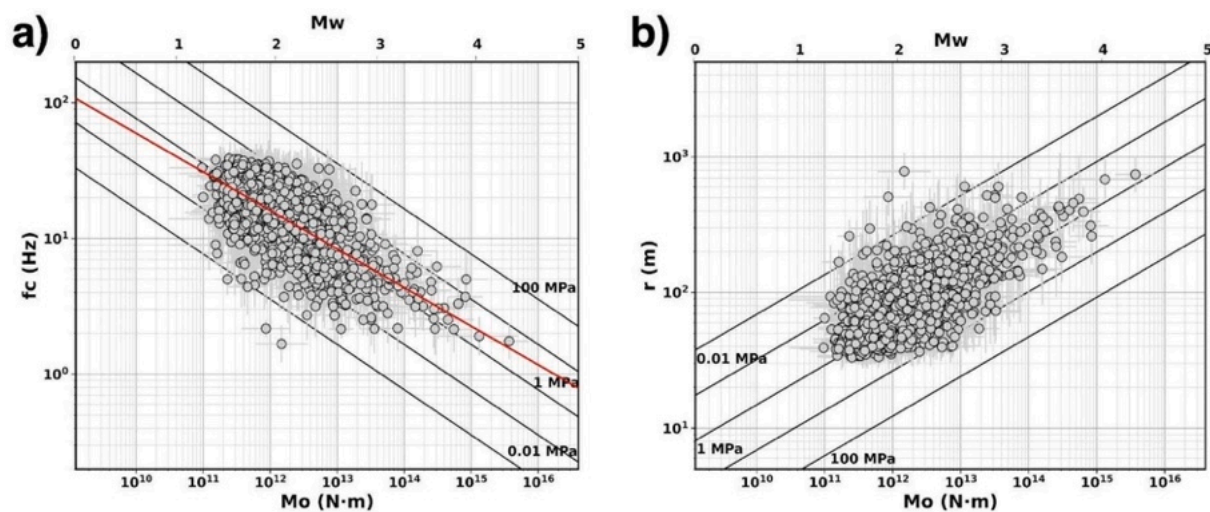 a)
Mw
0 1 2 3 4 5
10²
10¹
10⁰
fc (Hz)
100 MPa
1 MPa
0.01 MPa
10¹⁰ 10¹¹ 10¹² 10¹³ 10¹⁴ 10¹⁵ 10¹⁶
Mo (N·m)
b)
Mw
0 1 2 3 4 5
10³
10²
10¹
r (m)
0.01 MPa
1 MPa
100 MPa
10¹⁰ 10¹¹ 10¹² 10¹³ 10¹⁴ 10¹⁵ 10¹⁶
Mo (N·m)